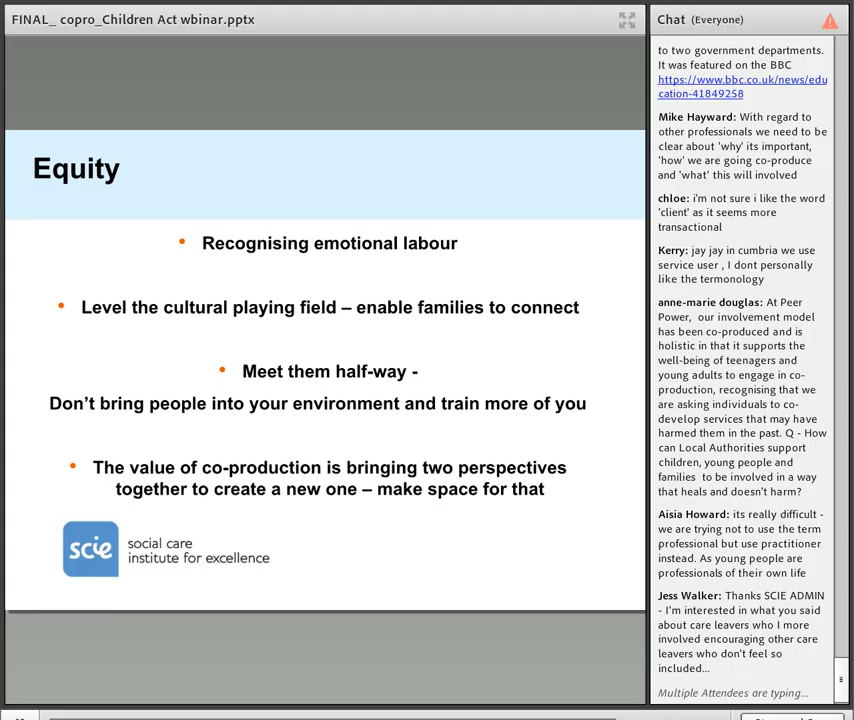 FINAL_ copro_Children Act wbinar.pptx
Equity
• Recognising emotional labour
• Level the cultural playing field – enable families to connect
• Meet them half-way -
Don't bring people into your environment and train more of you
• The value of co-production is bringing two perspectives
together to create a new one – make space for that
scie
social care
institute for excellence
Chat (Everyone)
to two government departments.
It was featured on the BBC
https://www.bbc.co.uk/news/edu
cation-41849258
Mike Hayward: With regard to
other professionals we need to be
clear about 'why' its important,
'how' we are going co-produce
and 'what' this will involved
chloe: i'm not sure i like the word
'client' as it seems more
transactional
Kerry: jay jay in cumbria we use
service user , I dont personally
like the termonology
anne-marie douglas: At Peer
Power, our involvement model
has been co-produced and is
holistic in that it supports the
well-being of teenagers and
young adults to engage in co-
production, recognising that we
are asking individuals to co-
develop services that may have
harmed them in the past. Q - How
can Local Authorities support
children, young people and
families to be involved in a way
that heals and doesn't harm?
Aisia Howard: its really difficult -
we are trying not to use the term
professional but use practitioner
instead. As young people are
professionals of their own life
Jess Walker: Thanks SCIE ADMIN
- I'm interested in what you said
about care leavers who I more
involved encouraging other care
leavers who don't feel so
included...
Multiple Attendees are typing...